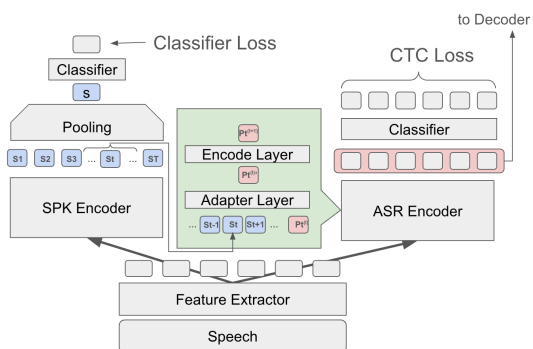 to Decoder
Classifier Loss
CTC Loss
Classifier
S
Classifier
Pooling
S1 S2 S3 ... St ... ST
SPK Encoder
Pt(l+1)
Encode Layer
Adapter Layer
... St-1 St St+1 ... Pt(l)
ASR Encoder
Feature Extractor
Speech